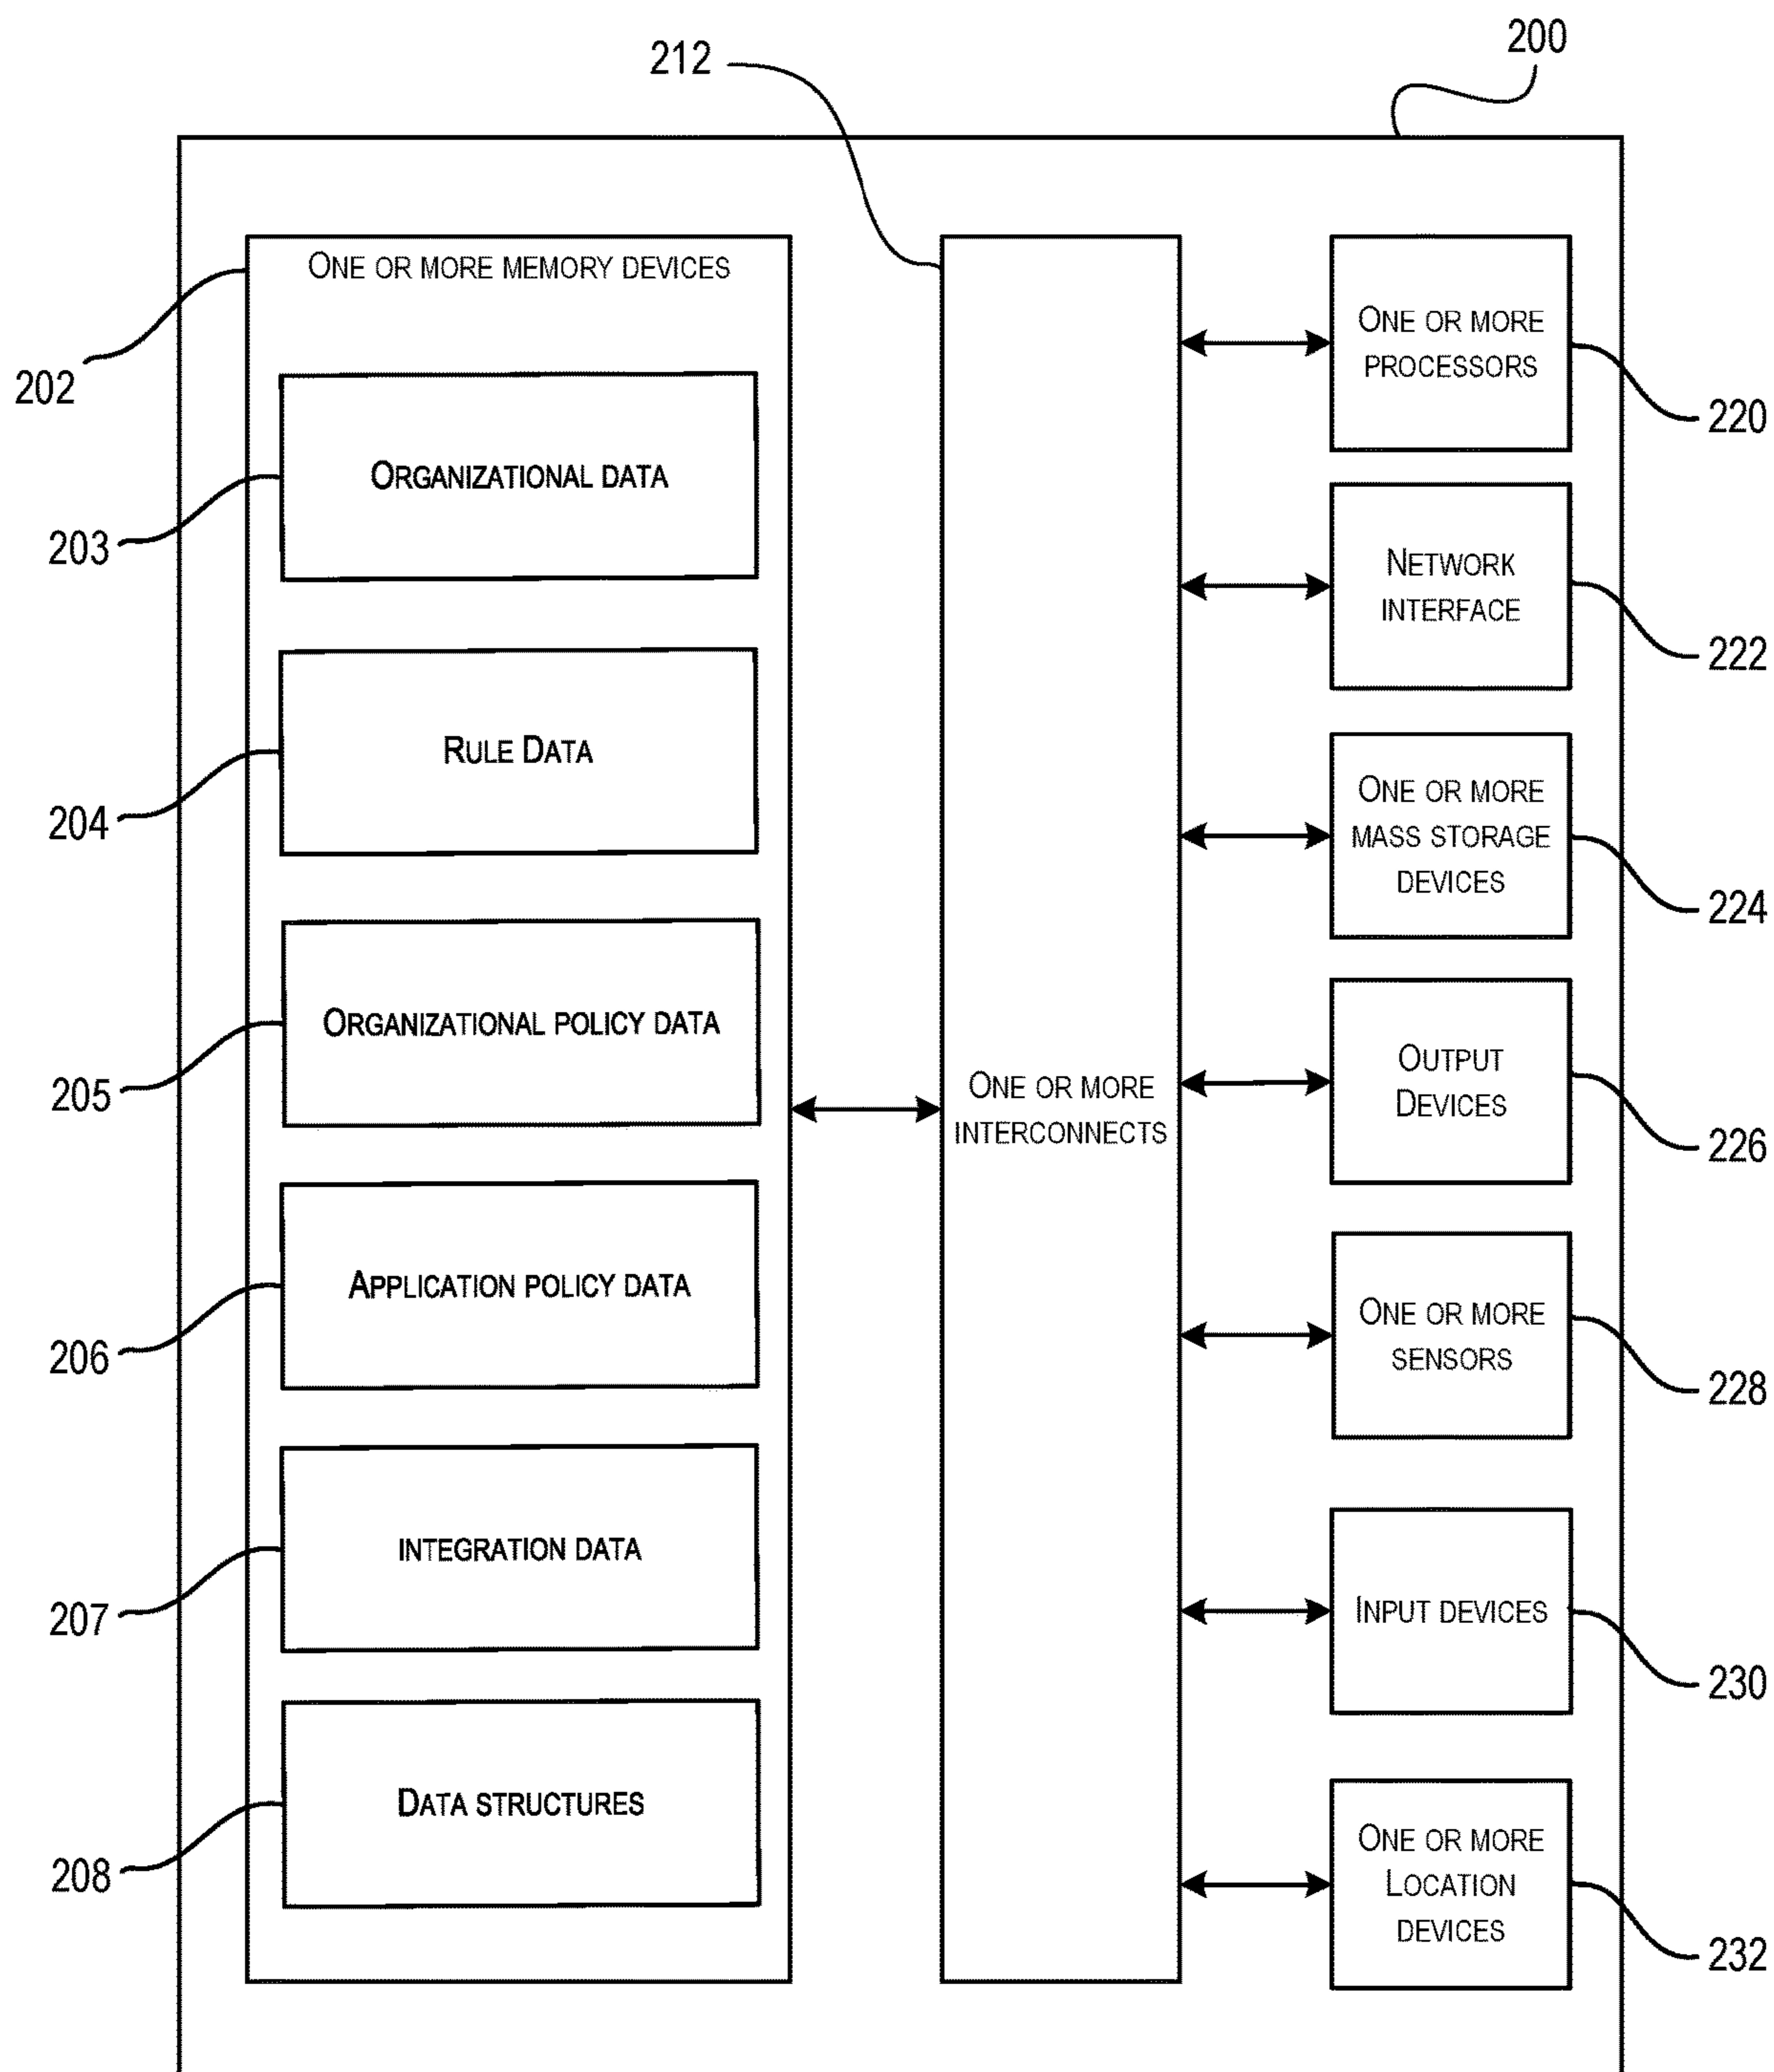 200
212
ONE OR MORE MEMORY DEVICES
202
ORGANIZATIONAL DATA
203
RULE DATA
204
ORGANIZATIONAL POLICY DATA
205
APPLICATION POLICY DATA
206
INTEGRATION DATA
207
DATA STRUCTURES
208
ONE OR MORE
INTERCONNECTS
ONE OR MORE
PROCESSORS
220
NETWORK
INTERFACE
222
ONE OR MORE
MASS STORAGE
DEVICES
224
OUTPUT
DEVICES
226
ONE OR MORE
SENSORS
228
INPUT DEVICES
230
ONE OR MORE
LOCATION
DEVICES
232